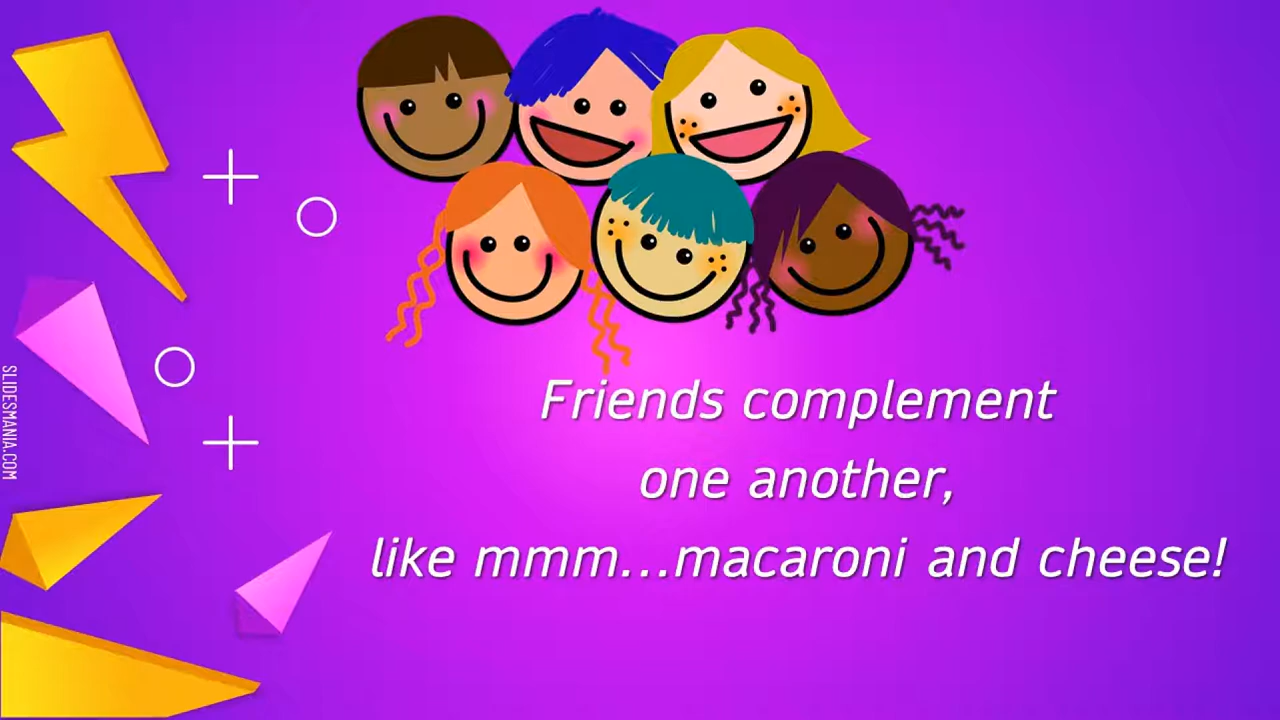 Friends complement
one another,
like mmm...macaroni and cheese!
SLIDESMANIA.COM